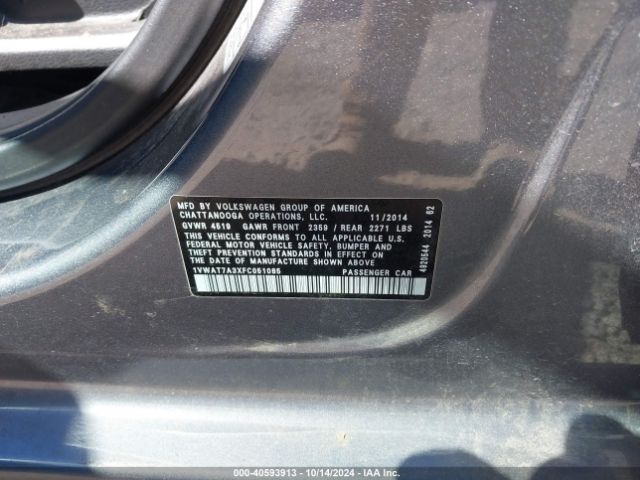 MFD BY VOLKSWAGEN GROUP OF AMERICA
CHATTANOOGA OPERATIONS, LLC. 11/2014
GVWR 4519 GAWR FRONT 2359 / REAR 2271 LBS
THIS VEHICLE CONFORMS TO ALL APPLICABLE U.S.
FEDERAL MOTOR VEHICLE SAFETY, BUMPER AND
THEFT PREVENTION STANDARDS IN EFFECT ON
THE DATE OF MANUFACTURE SHOWN ABOVE
1VWAT7A3XFC051085 PASSENGER CAR
4920544 2014 62
000-40593913 - 10/14/2024 - IAA Inc.